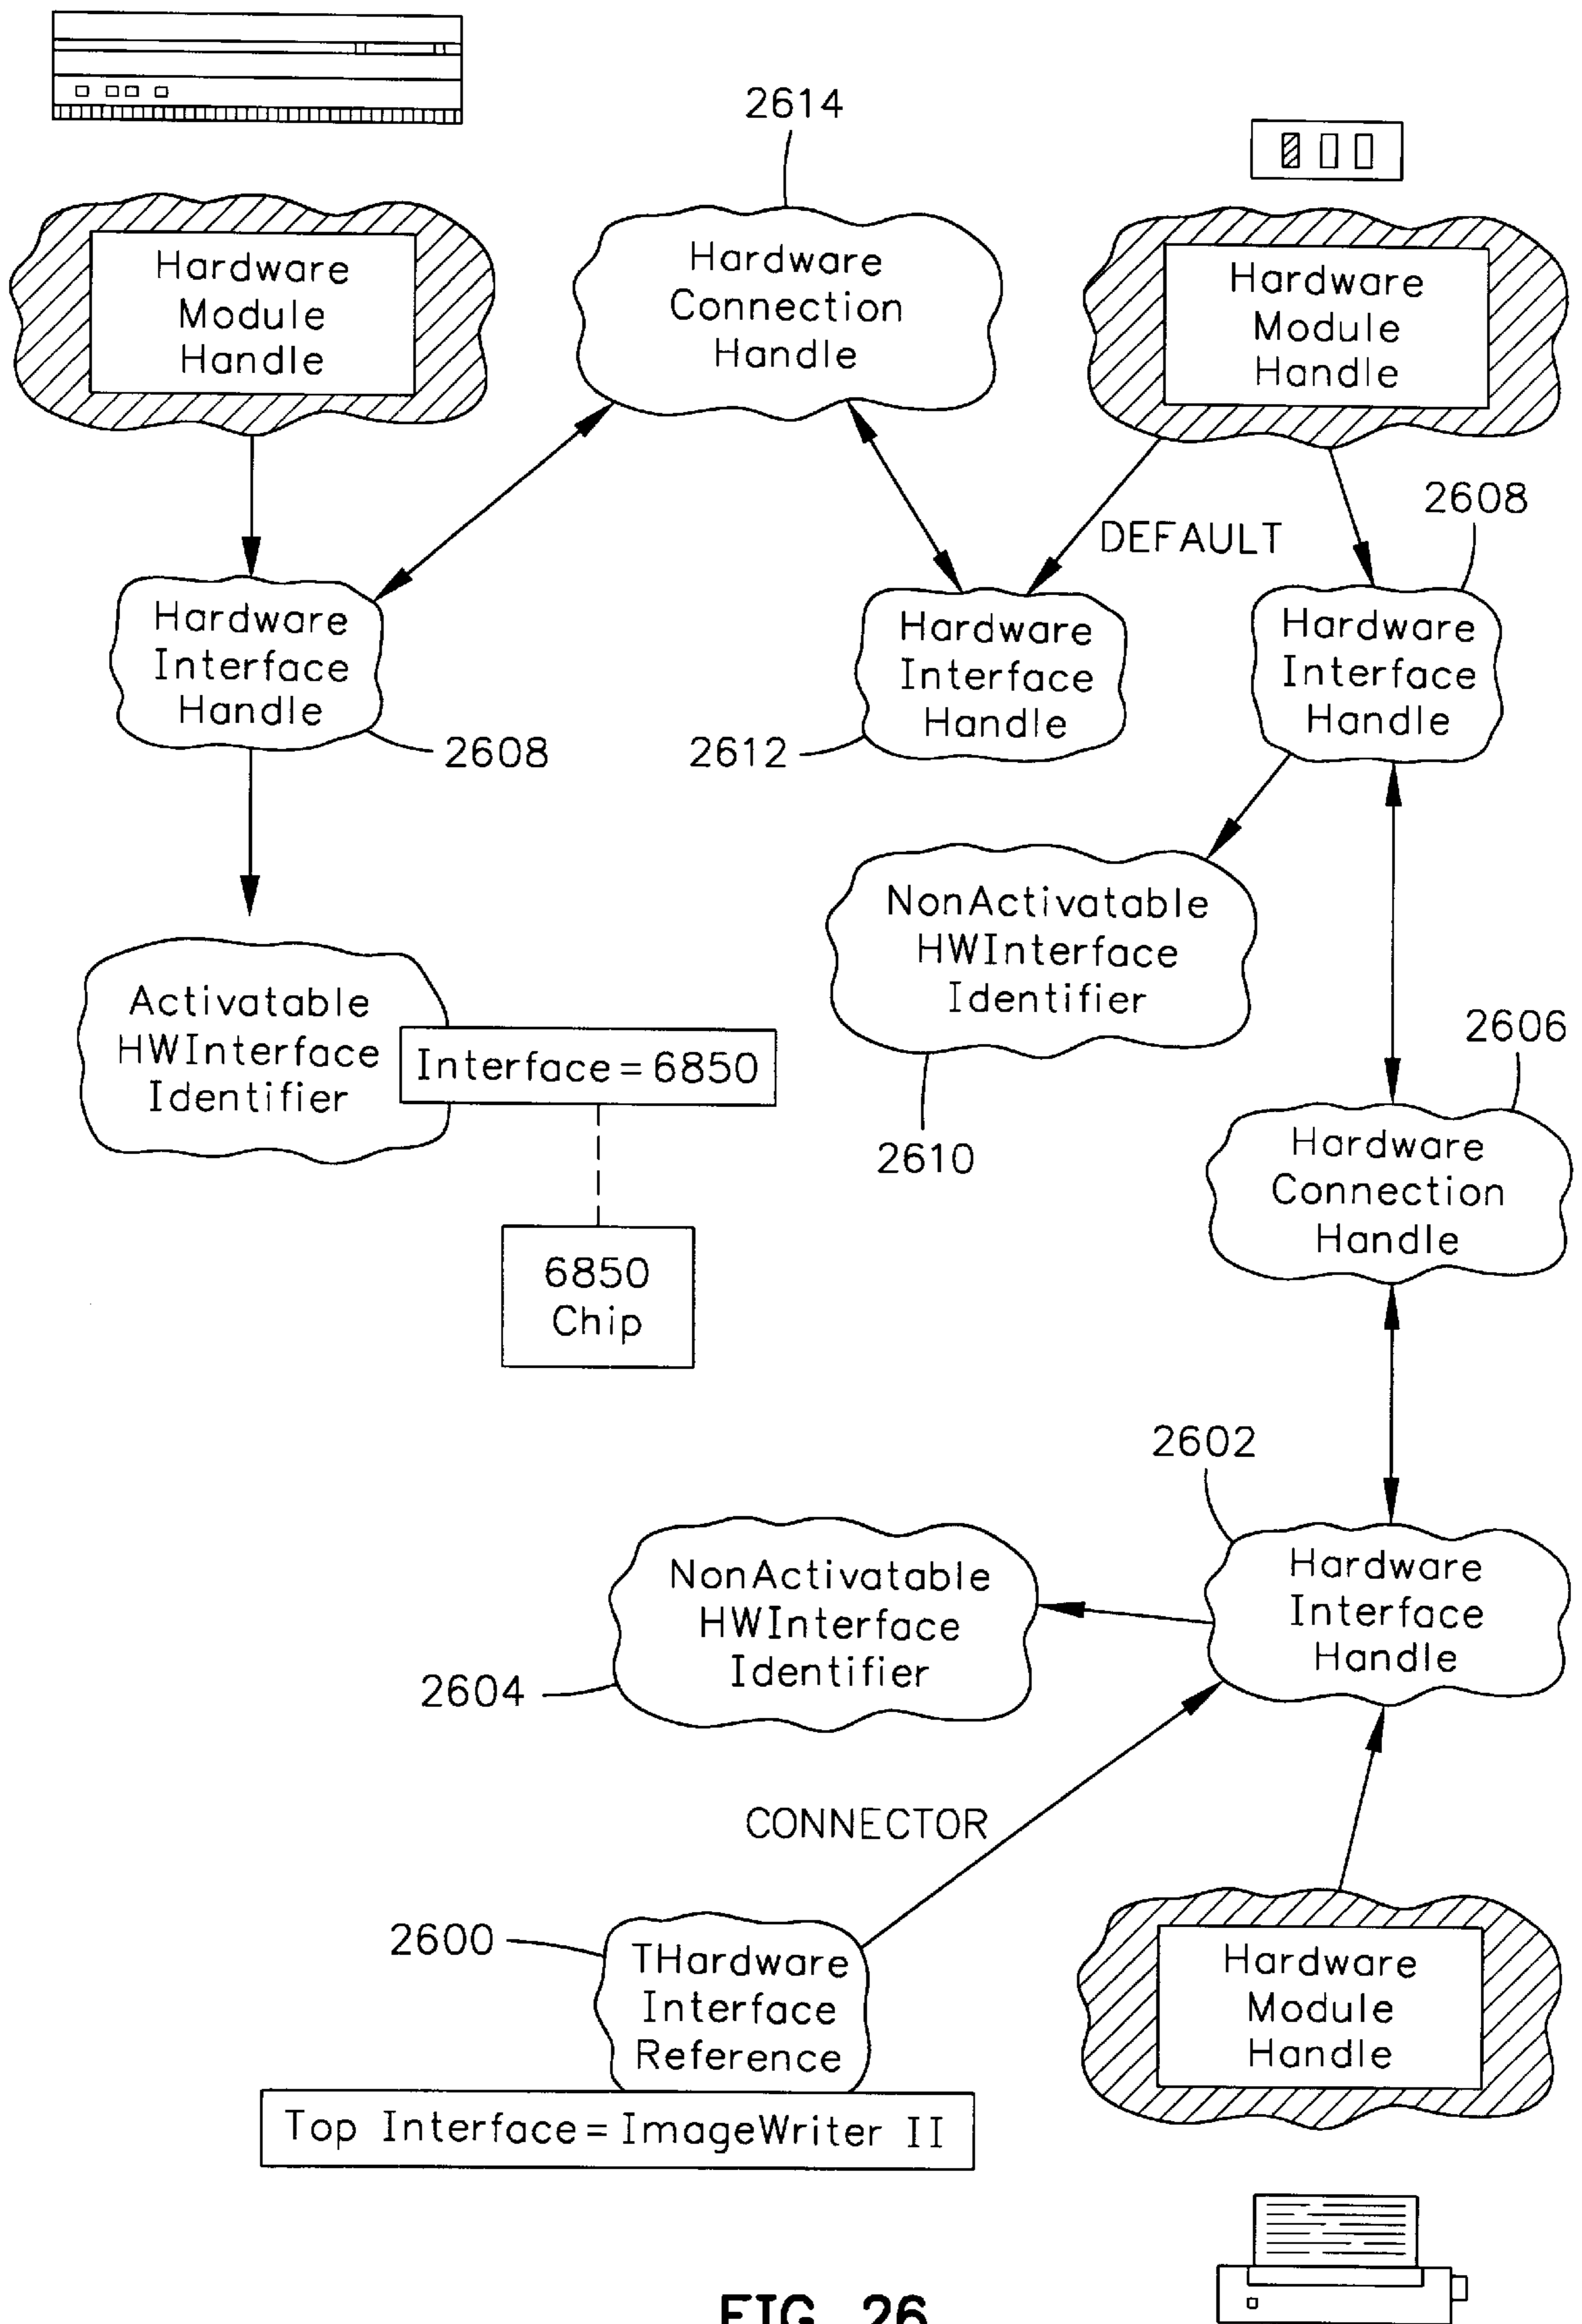 2614
Hardware
Module
Handle
Hardware
Connection
Handle
Hardware
Module
Handle
2608
DEFAULT
Hardware
Interface
Handle
2608
Hardware
Interface
Handle
2612
Hardware
Interface
Handle
NonActivatable
HWInterface
Identifier
2610
Activatable
HWInterface
Identifier
Interface = 6850
6850
Chip
2606
Hardware
Connection
Handle
2602
Hardware
Interface
Handle
NonActivatable
HWInterface
Identifier
2604
CONNECTOR
2600
THardware
Interface
Reference
Top Interface = ImageWriter II
Hardware
Module
Handle
FIG. 26